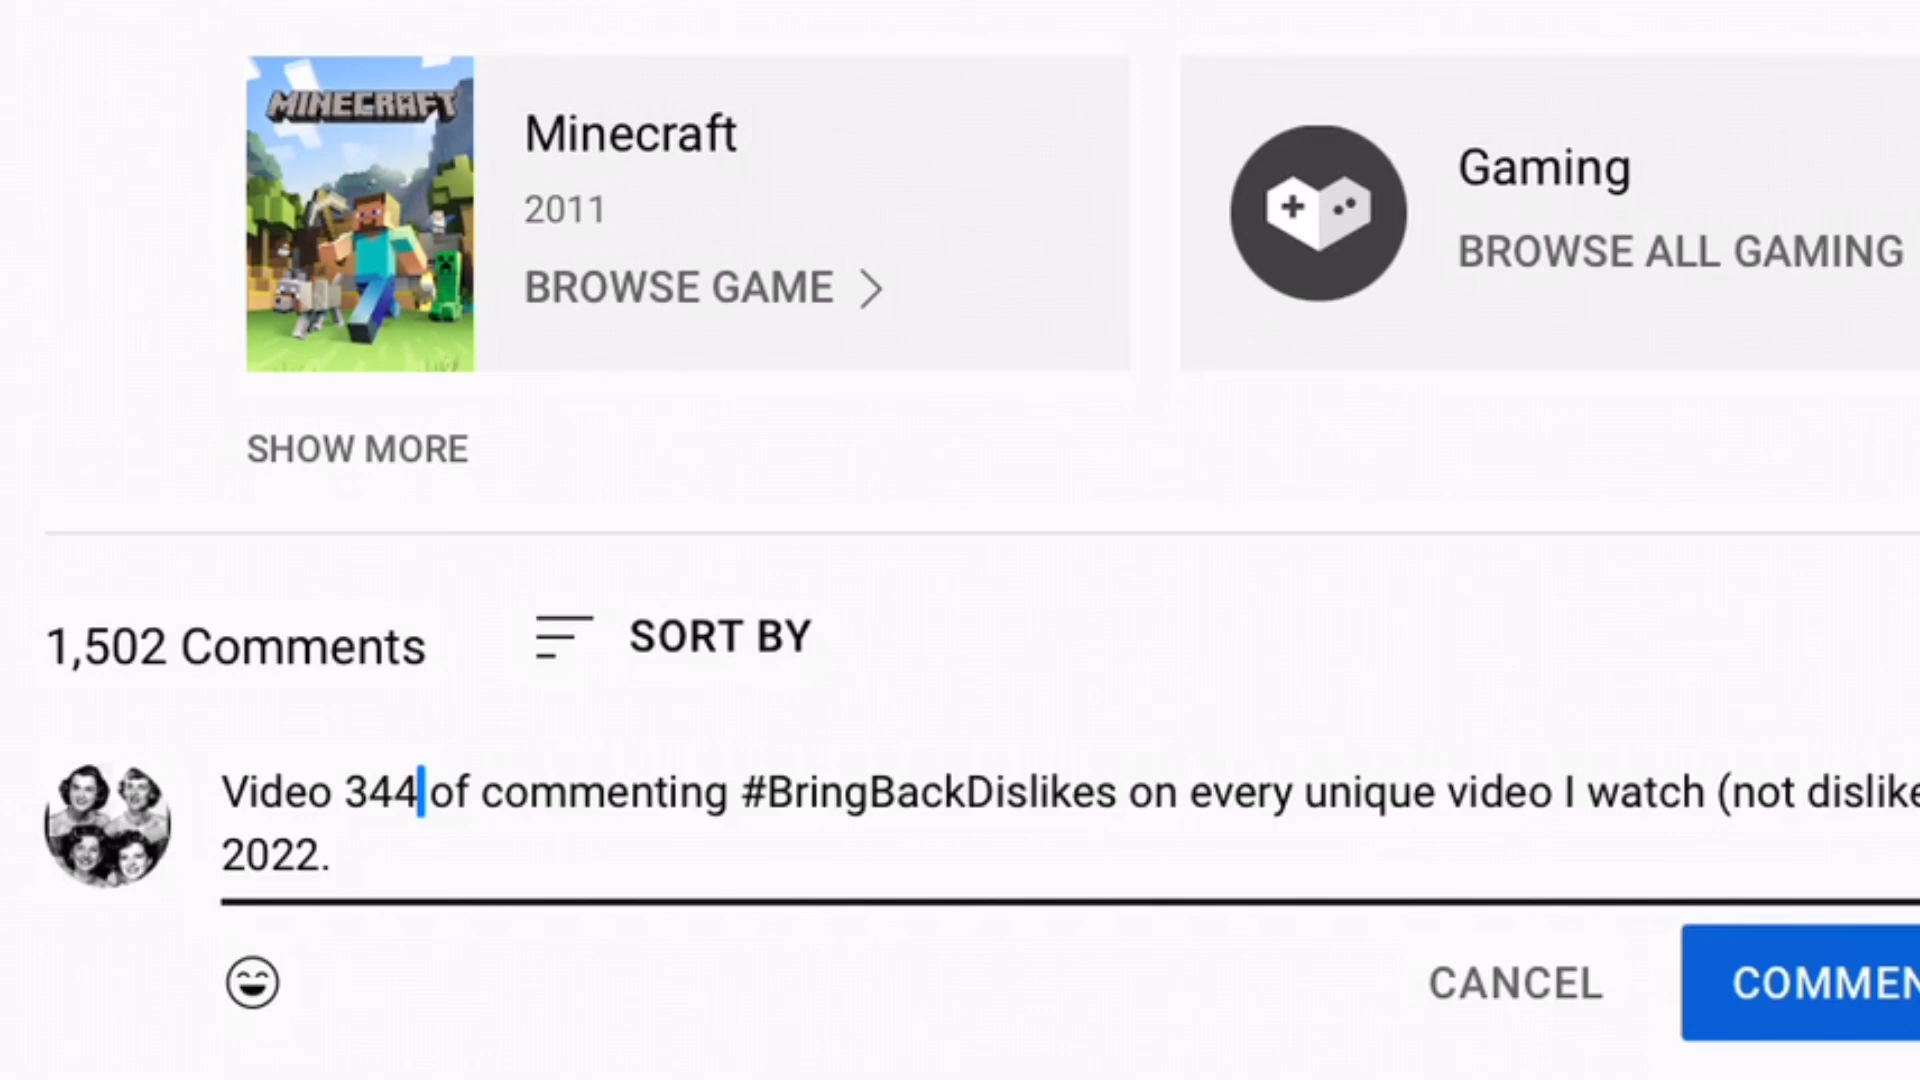 MINECRAFT
Minecraft
2011
BROWSE GAME
Gaming
BROWSE ALL GAMING
SHOW MORE
1,502 Comments
SORT BY
Video 344 of commenting #BringBackDislikes on every unique video I watch (not dislike
2022.
CANCEL
COMMEN